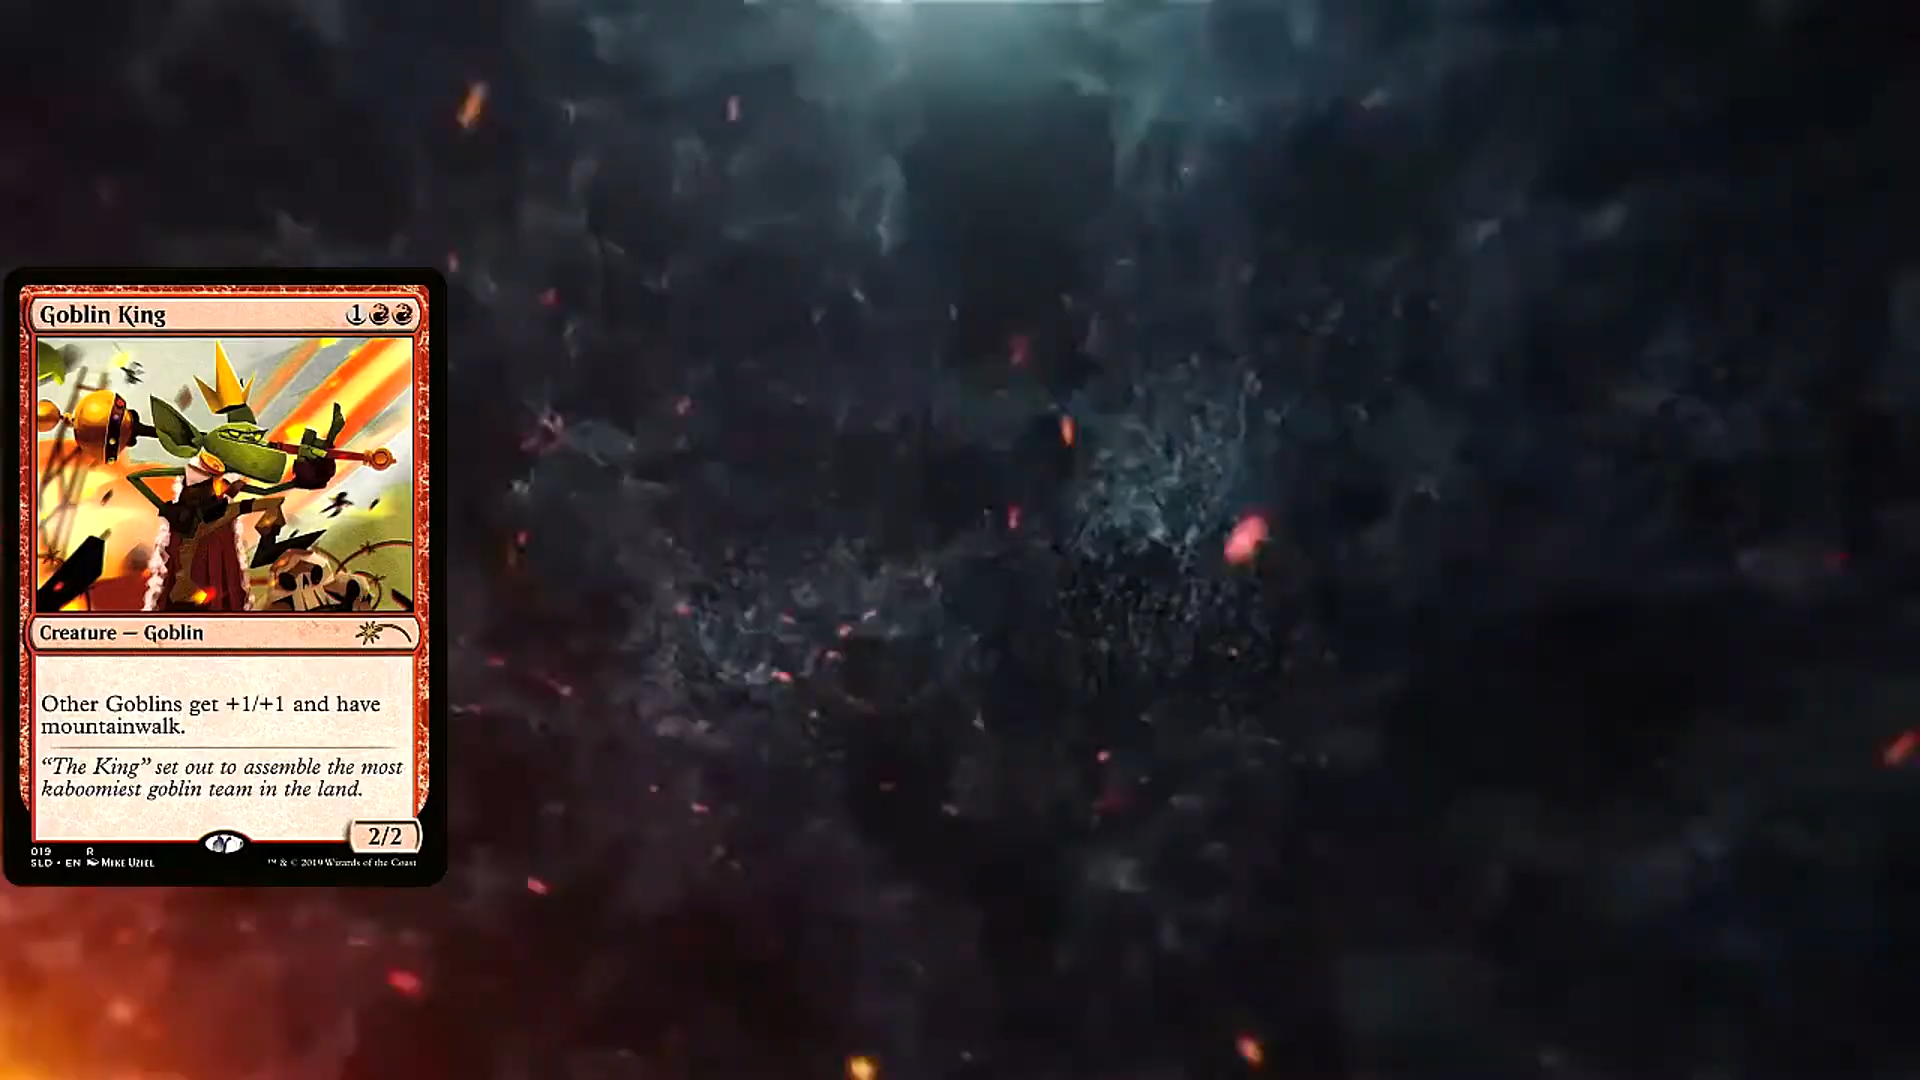 Goblin King 1
Creature — Goblin
Other Goblins get +1/+1 and have
mountainwalk.
“The King” set out to assemble the most
kaboomiest goblin team in the land.
2/2
019 R
SLD • EN MIKE UZIEL
™ & © 2019 Wizards of the Coast